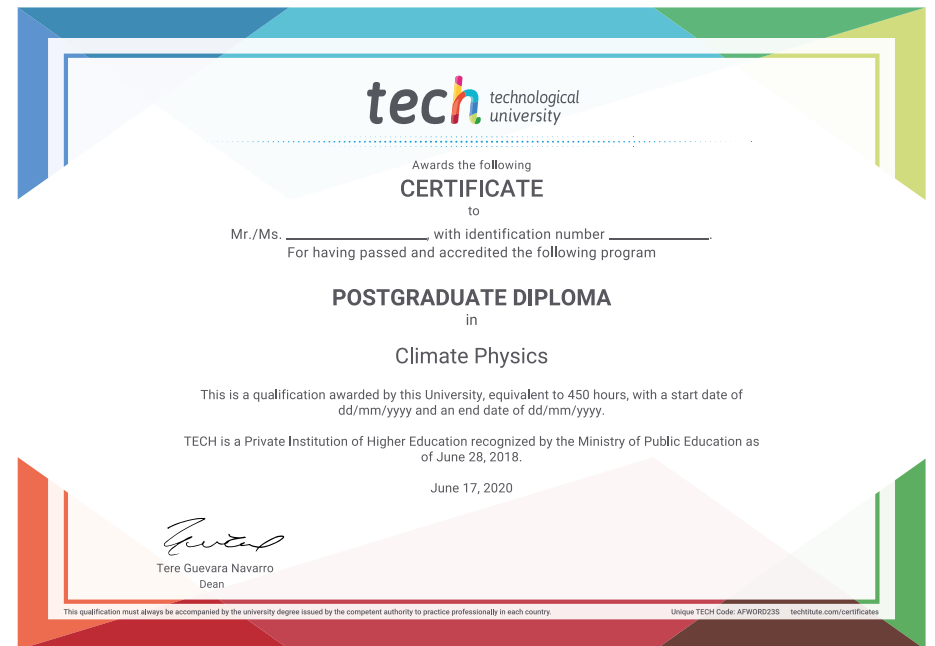 tech technological
university
Awards the following
CERTIFICATE
to
Mr./Ms. ____________________, with identification number ______________.
For having passed and accredited the following program
POSTGRADUATE DIPLOMA
in
Climate Physics
This is a qualification awarded by this University, equivalent to 450 hours, with a start date of
dd/mm/yyyy and an end date of dd/mm/yyyy.
TECH is a Private Institution of Higher Education recognized by the Ministry of Public Education as
of June 28, 2018.
June 17, 2020
Tere Guevara Navarro
Dean
This qualification must always be accompanied by the university degree issued by the competent authority to practice professionally in each country.
Unique TECH Code: AFWORD23S techtitute.com/certificates